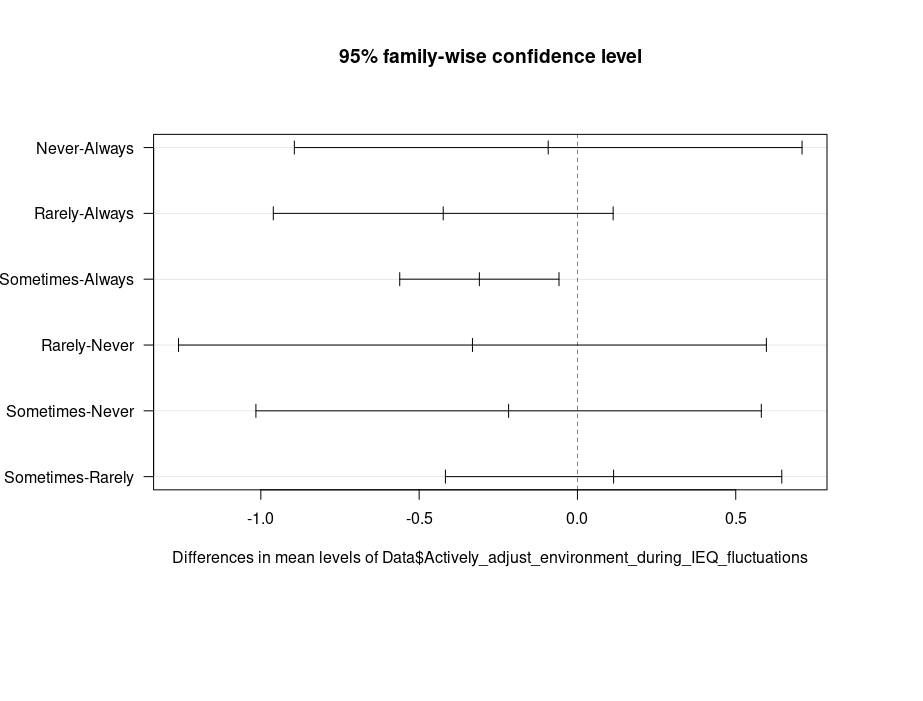 95% family-wise confidence level
Never-Always
Rarely-Always
Sometimes-Always
Rarely-Never
Sometimes-Never
Sometimes-Rarely
-1.0 -0.5 0.0 0.5
Differences in mean levels of Data$Actively_adjust_environment_during_IEQ_fluctuations